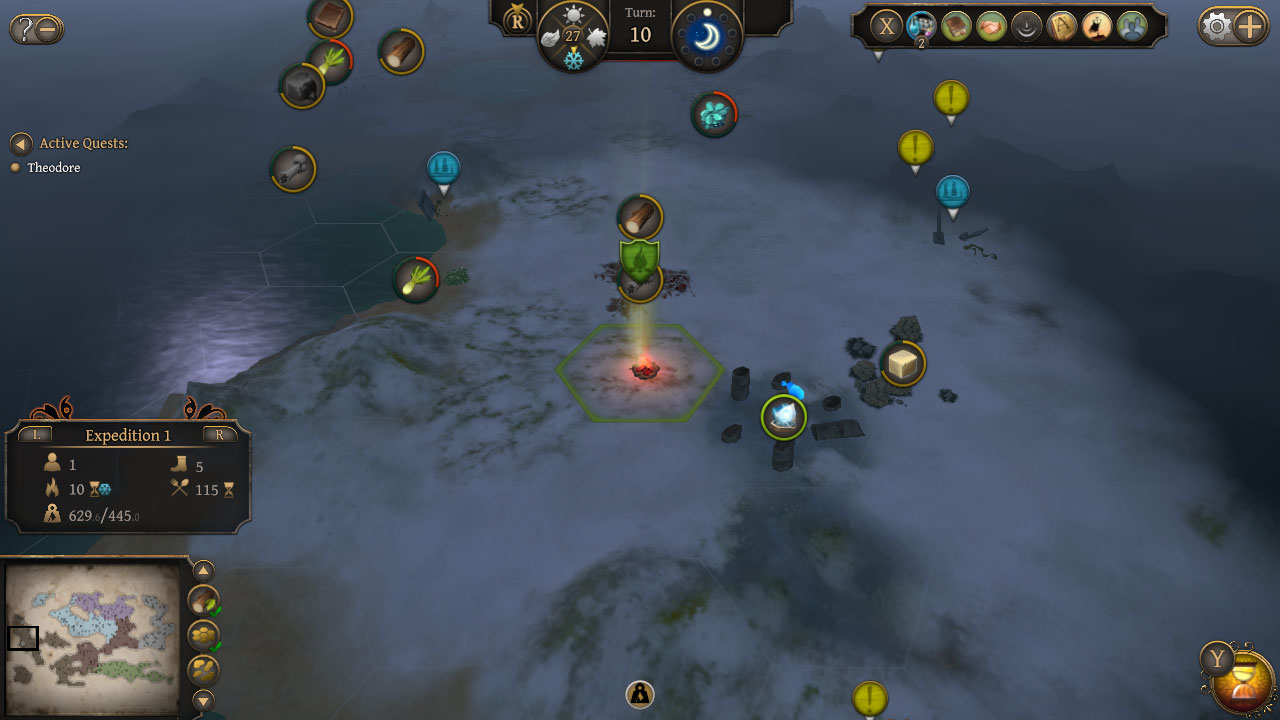 ?
R
27
Turn:
10
X
2
Active Quests:
Theodore
L
Expedition 1
R
1
5
10
115
629.6/445.0
Y